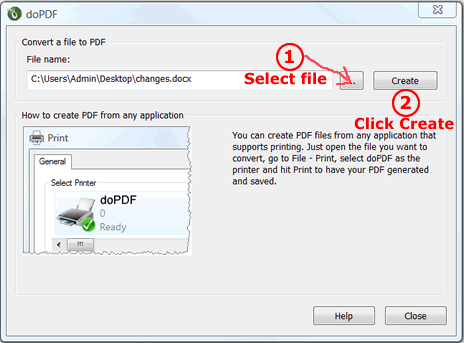 doPDF
Convert a file to PDF
File name:
1
C:\Users\Admin\Desktop\changes.docx
...
Create
Select file
2
Click Create
How to create PDF from any application
Print
General
Select Printer
doPDF
0
Ready
You can create PDF files from any application that
supports printing. Just open the file you want to
convert, go to File - Print, select doPDF as the
printer and hit Print to have your PDF generated
and saved.
Help
Close